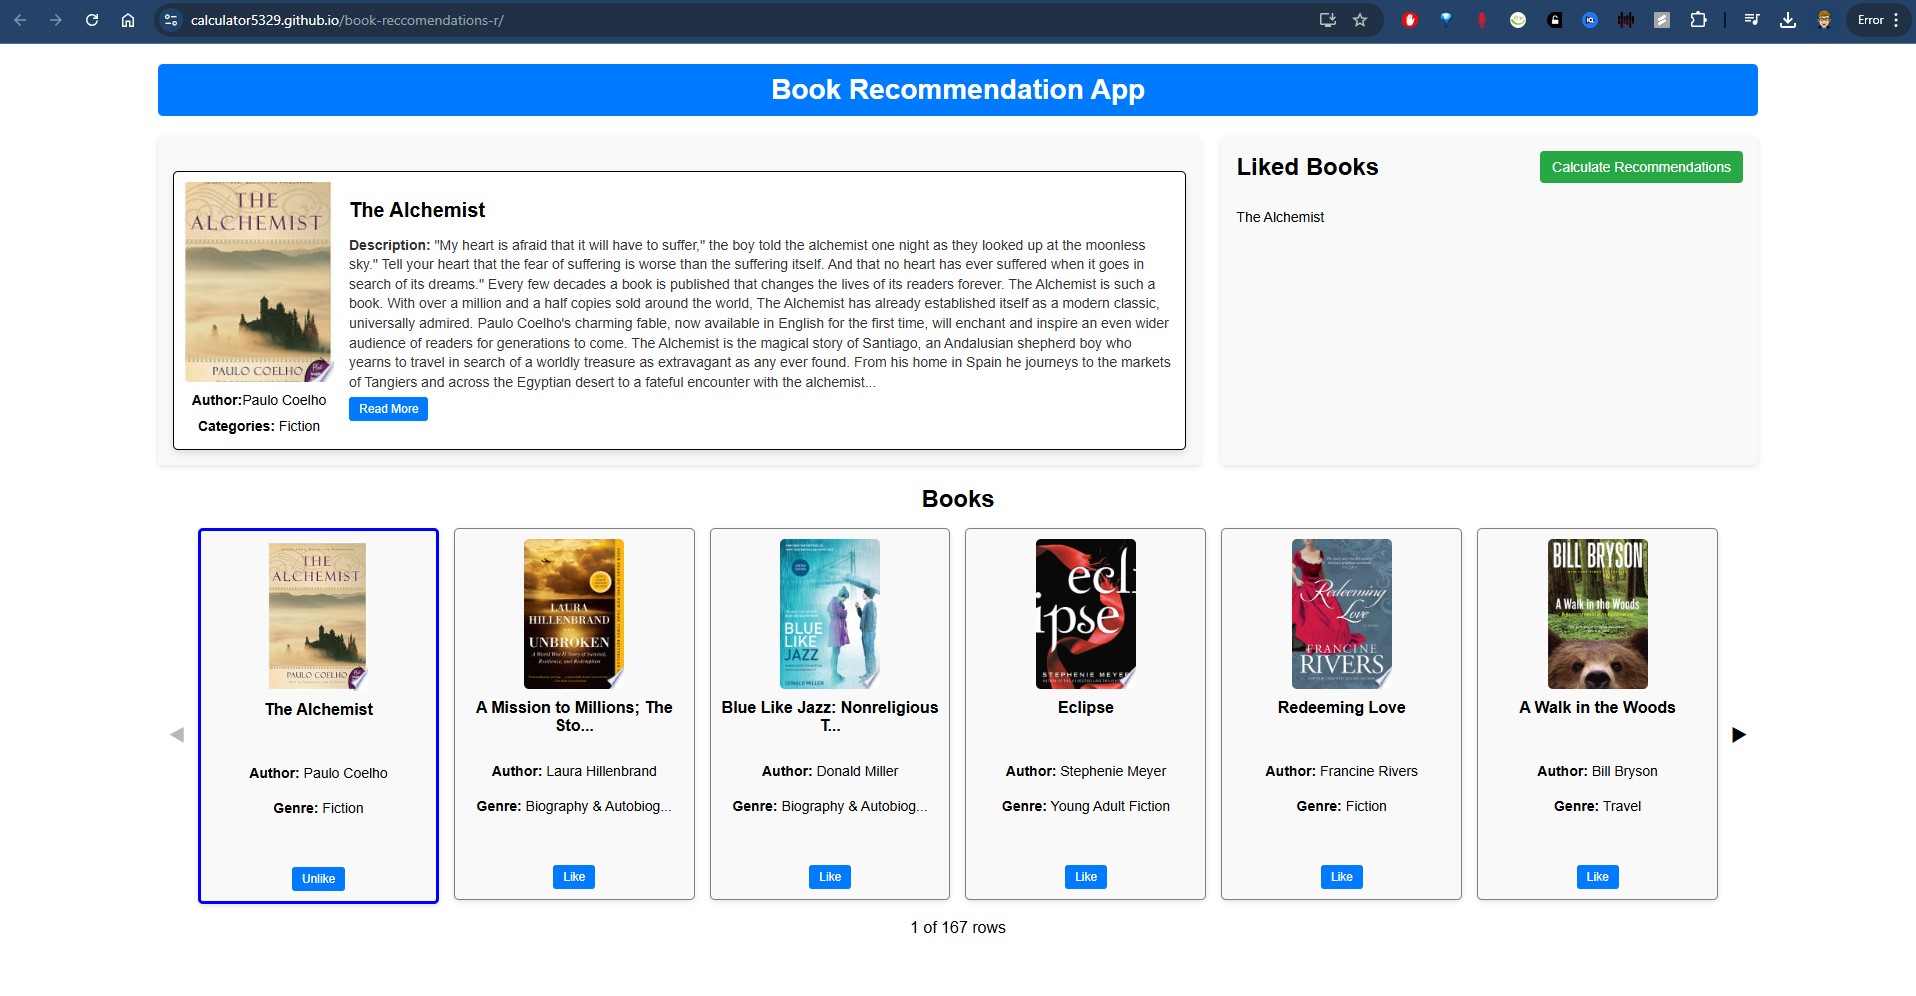 calculator5329.github.io/book-reccomendations-r/
Error
Book Recommendation App
THE
ALCHEMIST
PAULO COELHO
Author:Paulo Coelho
Categories: Fiction
The Alchemist
Description: "My heart is afraid that it will have to suffer," the boy told the alchemist one night as they looked up at the moonless
sky." Tell your heart that the fear of suffering is worse than the suffering itself. And that no heart has ever suffered when it goes in
search of its dreams." Every few decades a book is published that changes the lives of its readers forever. The Alchemist is such a
book. With over a million and a half copies sold around the world, The Alchemist has already established itself as a modern classic,
universally admired. Paulo Coelho's charming fable, now available in English for the first time, will enchant and inspire an even wider
audience of readers for generations to come. The Alchemist is the magical story of Santiago, an Andalusian shepherd boy who
yearns to travel in search of a worldly treasure as extravagant as any ever found. From his home in Spain he journeys to the markets
of Tangiers and across the Egyptian desert to a fateful encounter with the alchemist...
Read More
Liked Books
Calculate Recommendations
The Alchemist
Books
THE
ALCHEMIST
PAULO COELHO
The Alchemist
Author: Paulo Coelho
Genre: Fiction
Unlike
LAURA
HILLENBRAND
UNBROKEN
A World War II Story of Survival,
Resilience, and Redemption
A Mission to Millions; The
Sto...
Author: Laura Hillenbrand
Genre: Biography & Autobiog...
Like
BLUE
LIKE
JAZZ
DONALD MILLER
Blue Like Jazz: Nonreligious
T...
Author: Donald Miller
Genre: Biography & Autobiog...
Like
ecl
ipse
STEPHENIE MEYER
Eclipse
Author: Stephenie Meyer
Genre: Young Adult Fiction
Like
Redeeming
Love
FRANCINE
RIVERS
Redeeming Love
Author: Francine Rivers
Genre: Fiction
Like
BILL BRYSON
A Walk in the Woods
A Walk in the Woods
Author: Bill Bryson
Genre: Travel
Like
1 of 167 rows